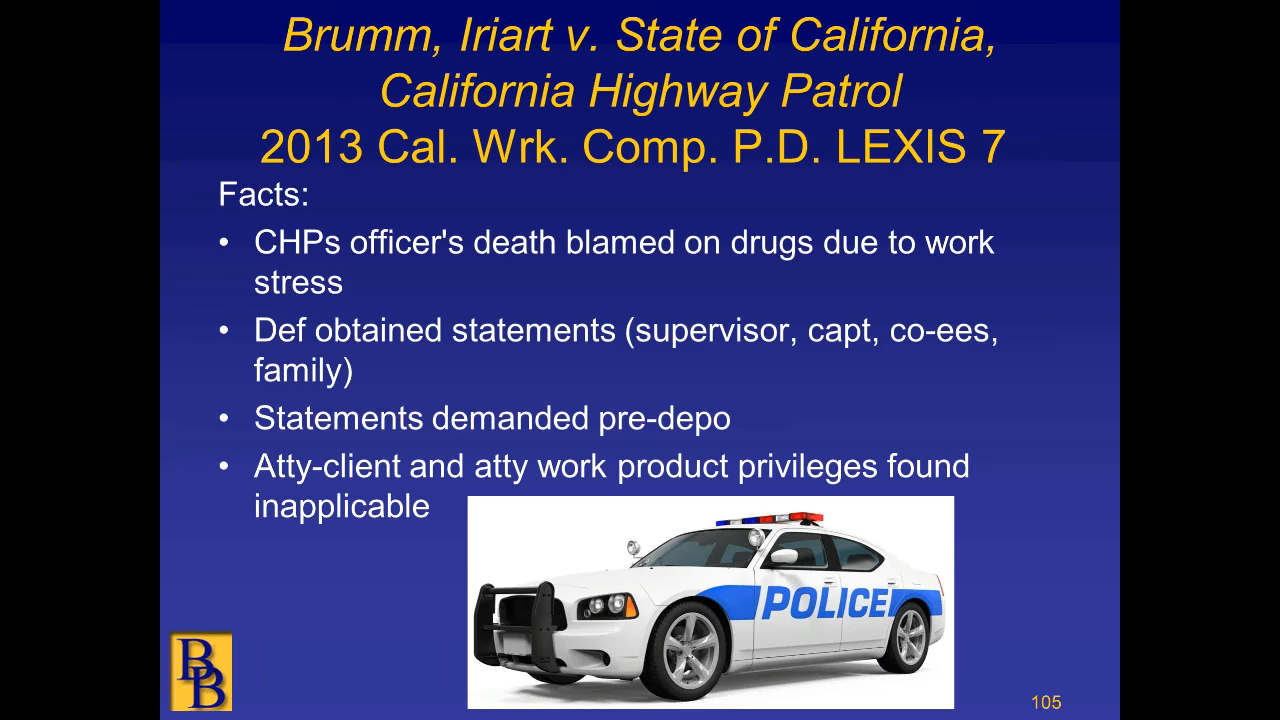 Brumm, Iriart v. State of California,
California Highway Patrol
2013 Cal. Wrk. Comp. P.D. LEXIS 7
Facts:
• CHPs officer's death blamed on drugs due to work
stress
• Def obtained statements (supervisor, capt, co-ees,
family)
• Statements demanded pre-depo
• Atty-client and atty work product privileges found
inapplicable
POLICE
BB
105